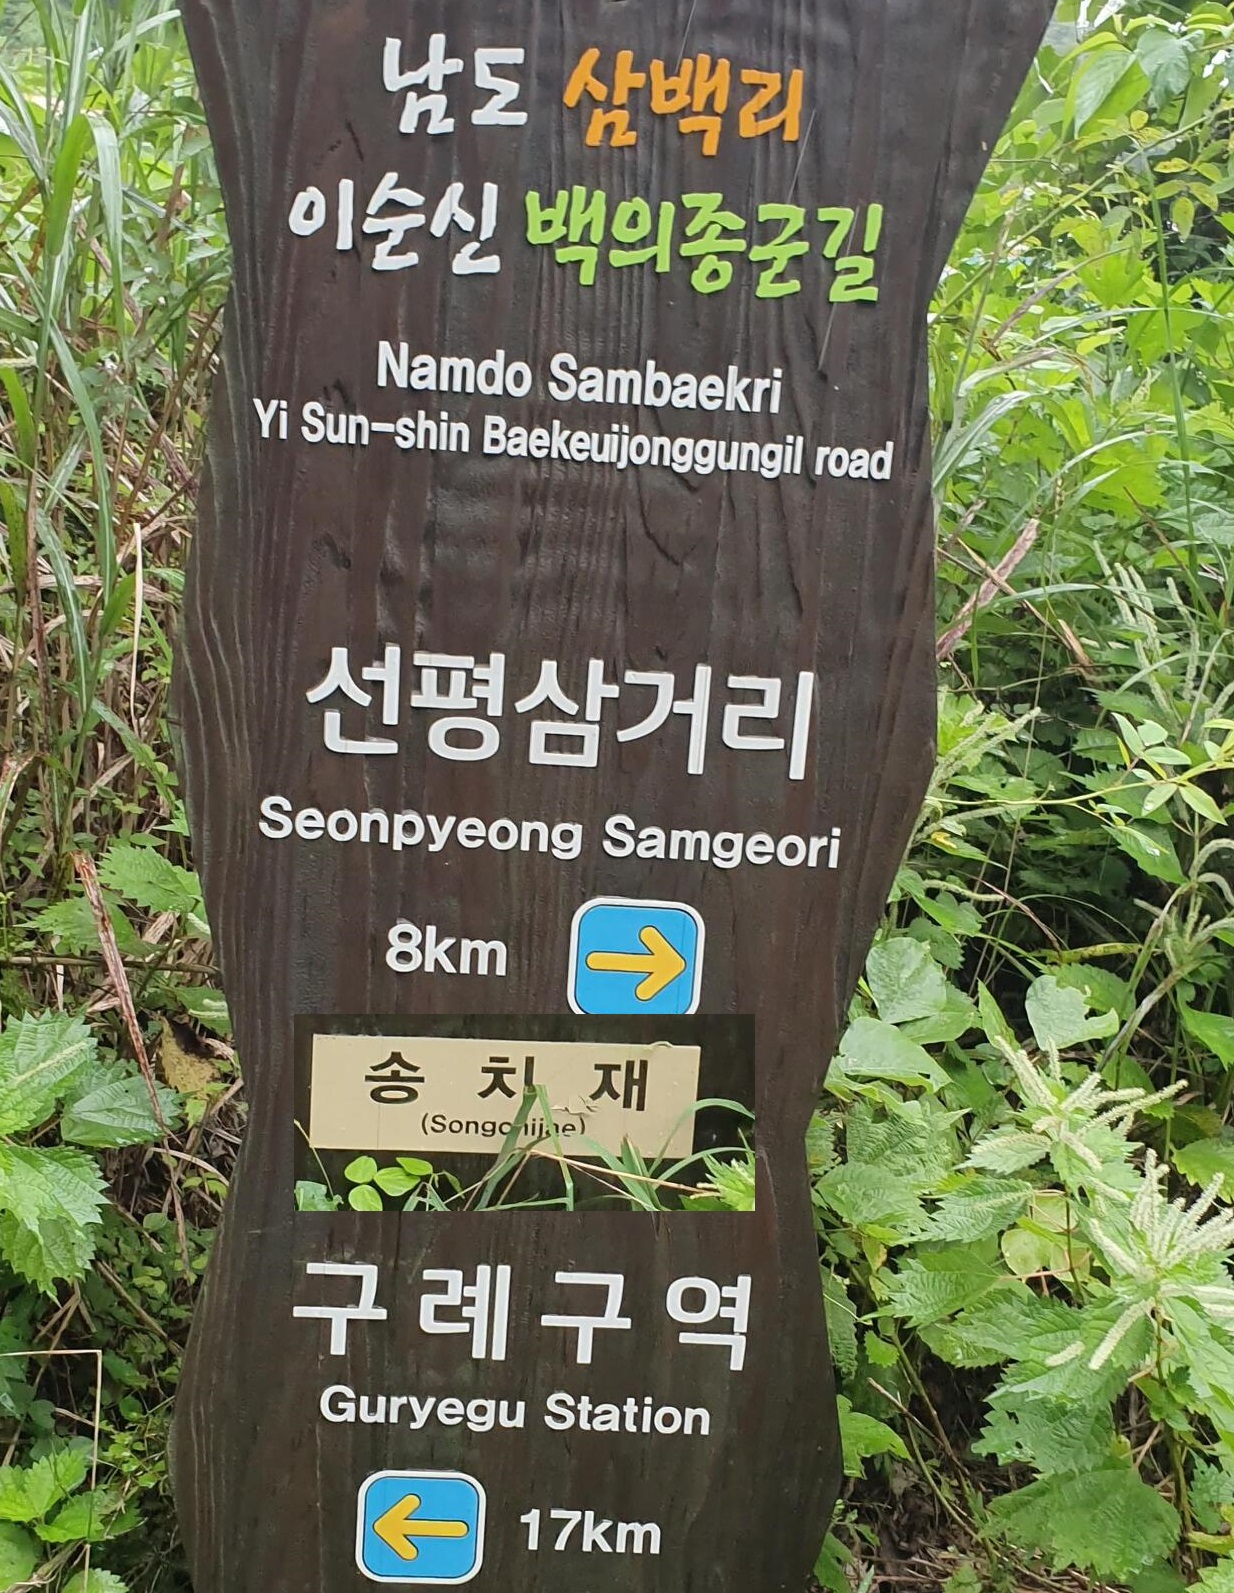 남도 삼백리
이순신 백의종군길
Namdo Sambaekri
Yi Sun-shin Baekeuijonggungil road
선평삼거리
Seonpyeong Samgeori
8km
송 치 재
(Songchijae)
구례구역
Guryegu Station
17km